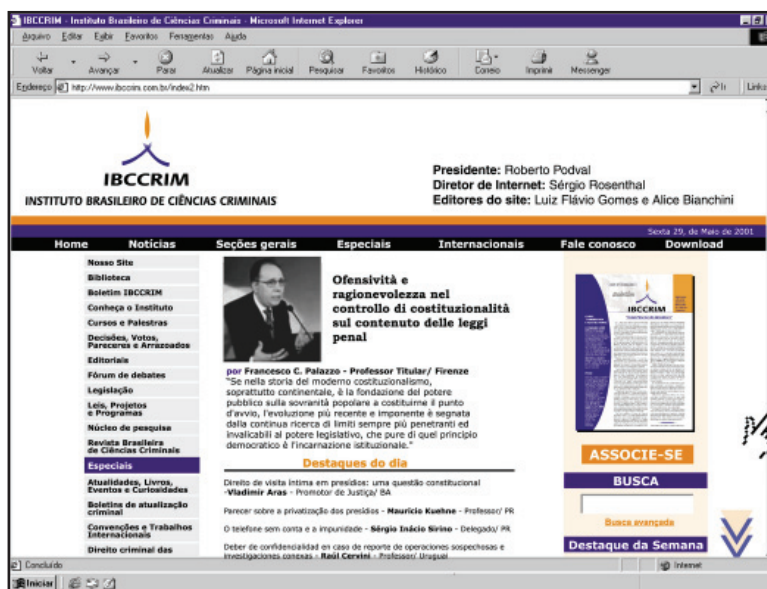 IBCCRIM - Instituto Brasileiro de Ciências Criminais - Microsoft Internet Explorer
Arquivo Editar Exibir Favoritos Ferramentas Ajuda
Voltar Avançar Parar Atualizar Página inicial Pesquisar Favoritos Histórico Correio Imprimir Messenger
Endereço http://www.ibccrim.com.br/index2.htm Ir Links
IBCCRIM
INSTITUTO BRASILEIRO DE CIÊNCIAS CRIMINAIS
Presidente: Roberto Podval
Diretor de Internet: Sérgio Rosenthal
Editores do site: Luiz Flávio Gomes e Alice Bianchini
Sexta 29, de Maio de 2001
Home Notícias Seções gerais Especiais Internacionais Fale conosco Download
Nosso Site
Biblioteca
Boletim IBCCRIM
Conheça o Instituto
Cursos e Palestras
Decisões, Votos,
Pareceres e Arrazoados
Editoriais
Fórum de debates
Legislação
Leis, Projetos
e Programas
Núcleo de pesquisa
Revista Brasileira
de Ciências Criminais
Especiais
Atualidades, Livros,
Eventos e Curiosidades
Boletins de atualização
criminal
Convenções e Trabalhos
Internacionais
Direito criminal das
Ofensività e
ragionevolezza nel
controllo di costituzionalità
sul contenuto delle leggi
penal
por Francesco C. Palazzo - Professor Titular/ Firenze
"Se nella storia del moderno costituzionalismo,
soprattutto continentale, è la fondazione del potere
pubblico sulla sovranità popolare a costituirne il punto
d'avvio, l'evoluzione più recente e imponente è segnata
dalla continua ricerca di limiti sempre più penetranti ed
invalicabili al potere legislativo, che pure di quel principio
democratico è l'incarnazione istituzionale."
Destaques do dia
Direito de visita íntima em presídios: uma questão constitucional
-Vladimir Aras - Promotor de Justiça/ BA
Parecer sobre a privatização dos presídios - Maurício Kuehne - Professor/ PR
O telefone sem conta e a impunidade - Sérgio Inácio Sirino - Delegado/ PR
Deber de confidencialidad en caso de reporte de operaciones sospechosas e
investigaciones conexas - Raúl Cervini - Professor/ Uruguai
IBCCRIM
ASSOCIE-SE
BUSCA
Busca avançada
Destaque da Semana
Concluído Internet
Iniciar